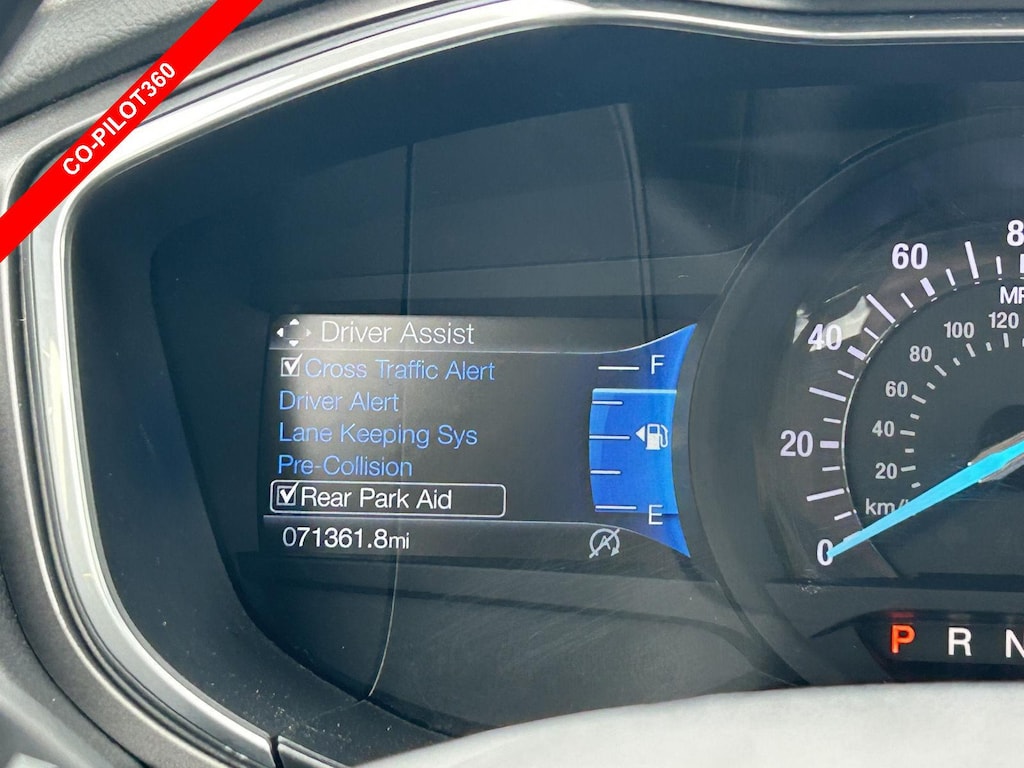 CO-PILOT360
Driver Assist
Cross Traffic Alert
Driver Alert
Lane Keeping Sys
Pre-Collision
Rear Park Aid
071361.8mi
F
E
0
20
40
60
20
40
60
80
100
120
km/
P R N